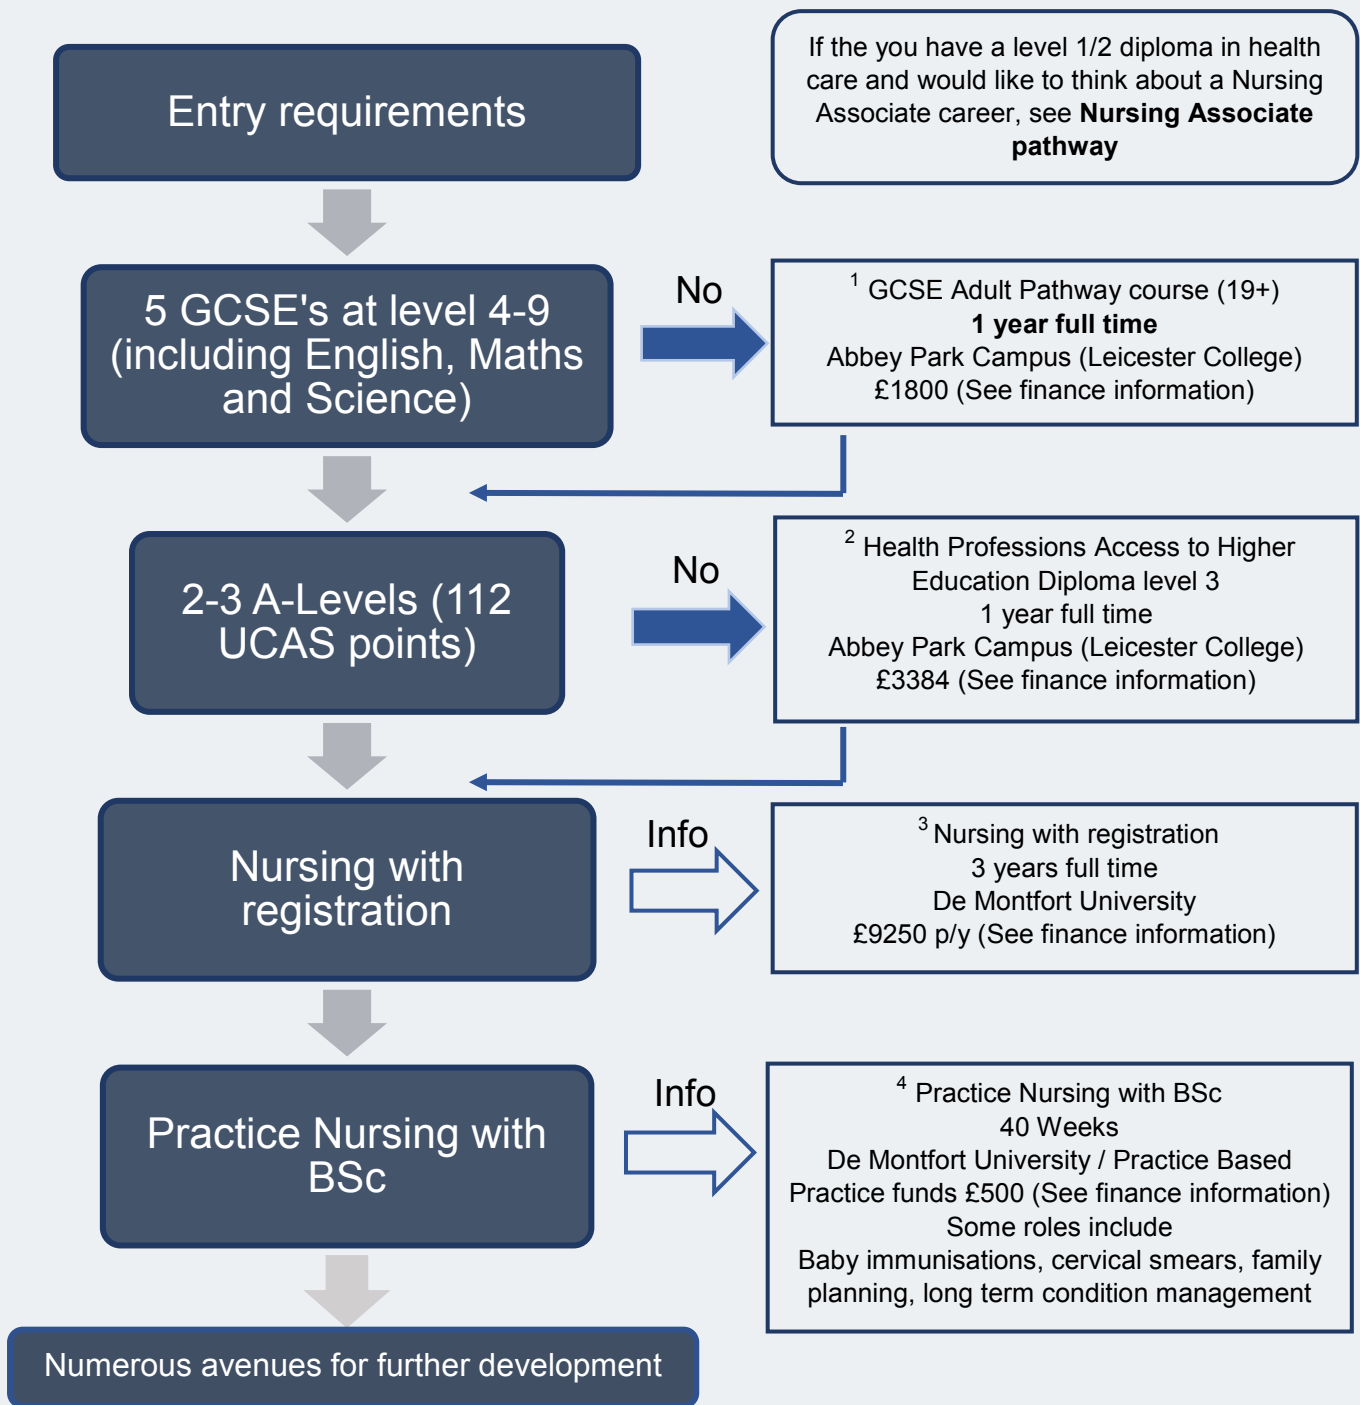 Entry requirements
If the you have a level 1/2 diploma in health
care and would like to think about a Nursing
Associate career, see Nursing Associate
pathway
5 GCSE's at level 4-9
(including English, Maths
and Science)
No
1 GCSE Adult Pathway course (19+)
1 year full time
Abbey Park Campus (Leicester College)
£1800 (See finance information)
2-3 A-Levels (112
UCAS points)
No
2 Health Professions Access to Higher
Education Diploma level 3
1 year full time
Abbey Park Campus (Leicester College)
£3384 (See finance information)
Nursing with
registration
Info
3 Nursing with registration
3 years full time
De Montfort University
£9250 p/y (See finance information)
Practice Nursing with
BSc
Info
4 Practice Nursing with BSc
40 Weeks
De Montfort University / Practice Based
Practice funds £500 (See finance information)
Some roles include
Baby immunisations, cervical smears, family
planning, long term condition management
Numerous avenues for further development